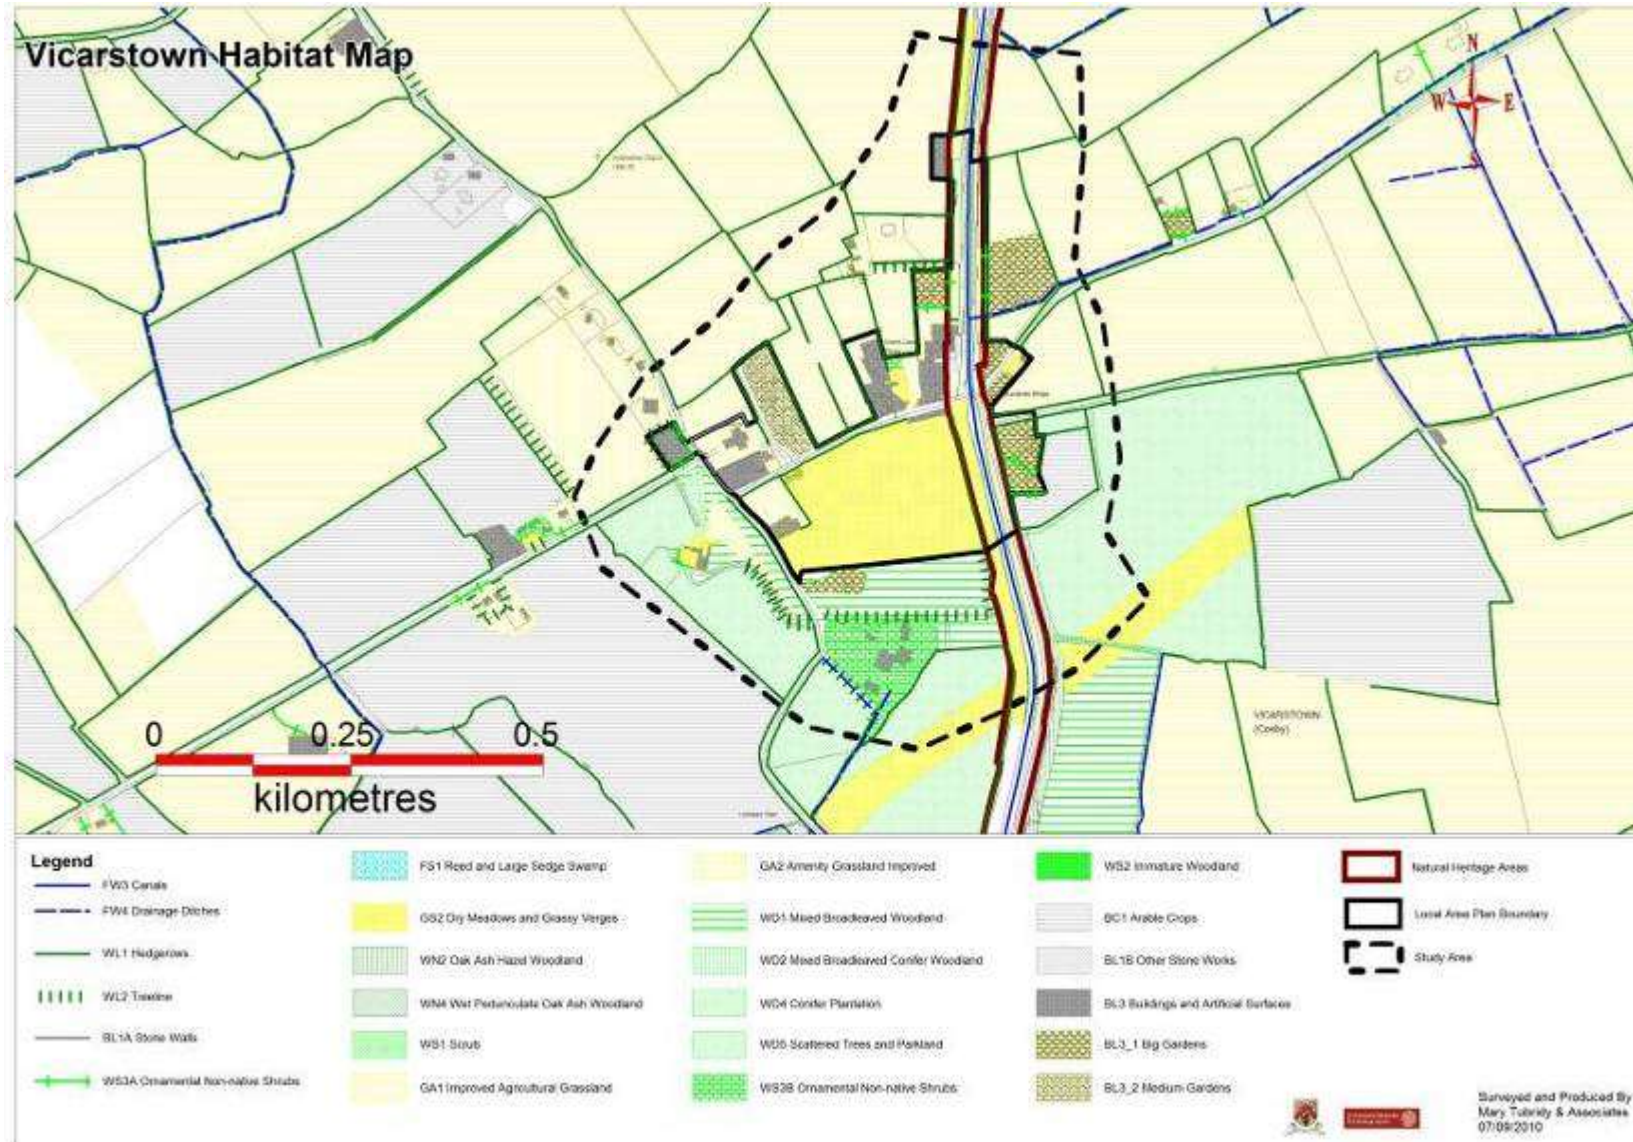 Vicarstown Habitat Map
N
W
E
VICARSTOWN
(Cosby)
0
0.25
0.5
kilometres
Legend
FW3 Canals
FW4 Drainage Ditches
WL1 Hedgerows
WL2 Treeline
BL1A Stone Walls
WS3A Ornamental Non-native Shrubs
FS1 Reed and Large Sedge Swamp
GS2 Dry Meadows and Grassy Verges
WN2 Oak Ash Hazel Woodland
WN4 Wet Pedunculate Oak Ash Woodland
WS1 Scrub
GA1 Improved Agricultural Grassland
GA2 Amenity Grassland Improved
WD1 Mixed Broadleaved Woodland
WD2 Mixed Broadleaved Conifer Woodland
WD4 Conifer Plantation
WD5 Scattered Trees and Parkland
WS3B Ornamental Non-native Shrubs
WS2 Immature Woodland
BC1 Arable Crops
BL1B Other Stone Works
BL3 Buildings and Artificial Surfaces
BL3_1 Big Gardens
BL3_2 Medium Gardens
Natural Heritage Areas
Local Area Plan Boundary
Study Area
Surveyed and Produced By
Mary Tubridy & Associates
07/09/2010